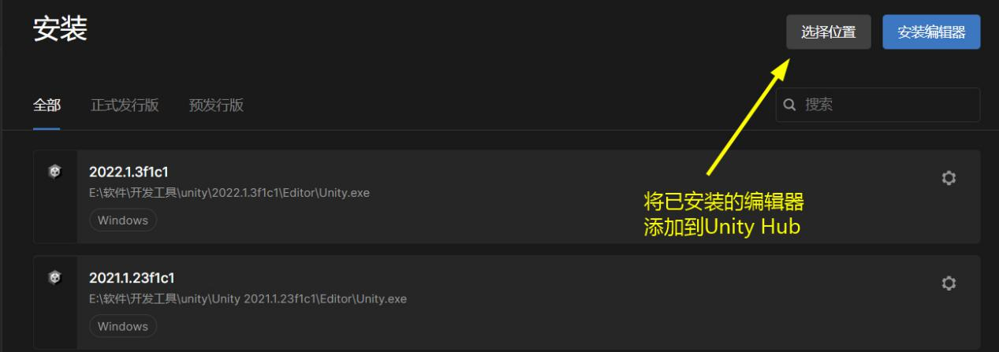 安装
选择位置
安装编辑器
全部
正式发行版
预发行版
搜索
2022.1.3f1c1
E:\软件\开发工具\unity\2022.1.3f1c1\Editor\Unity.exe
Windows
将已安装的编辑器
添加到Unity Hub
2021.1.23f1c1
E:\软件\开发工具\unity\Unity 2021.1.23f1c1\Editor\Unity.exe
Windows